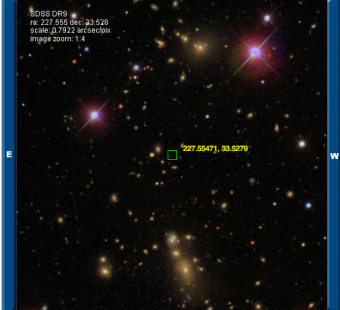 SDSS DR9
ra: 227.555 dec: 33.528
scale: 0.7922 arcsec/pix
image zoom: 1:4
227.55471, 33.5279
E
W